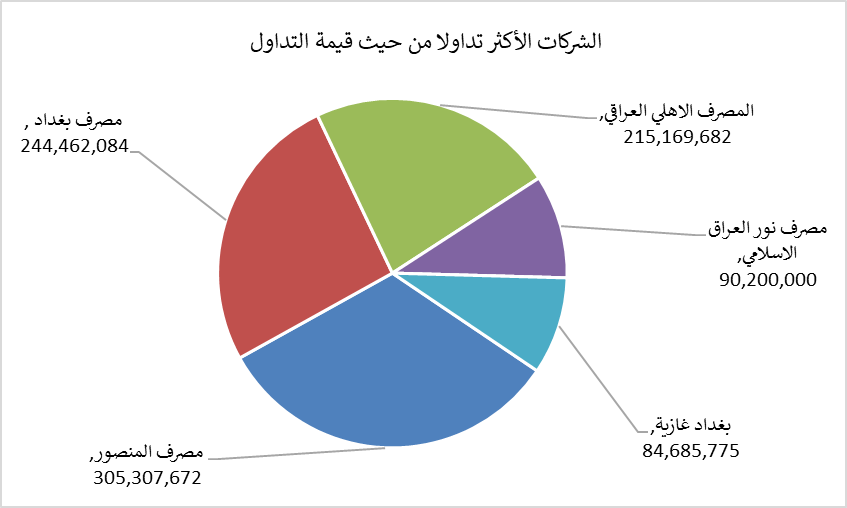 الشركات الأكثر تداولا من حيث قيمة التداول
المصرف الاهلي العراقي,
215,169,682
مصرف نور العراق
الاسلامي,
90,200,000
بغداد غازية,
84,685,775
مصرف المنصور,
305,307,672
مصرف بغداد ,
244,462,084